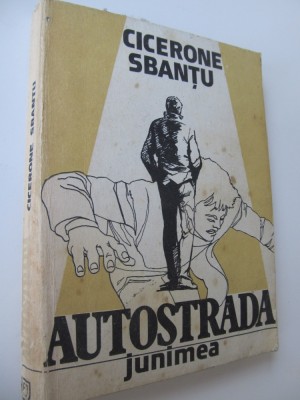 CICERONE
SBANȚU
AUTOSTRADA
junimea
CICERONE SBANȚU